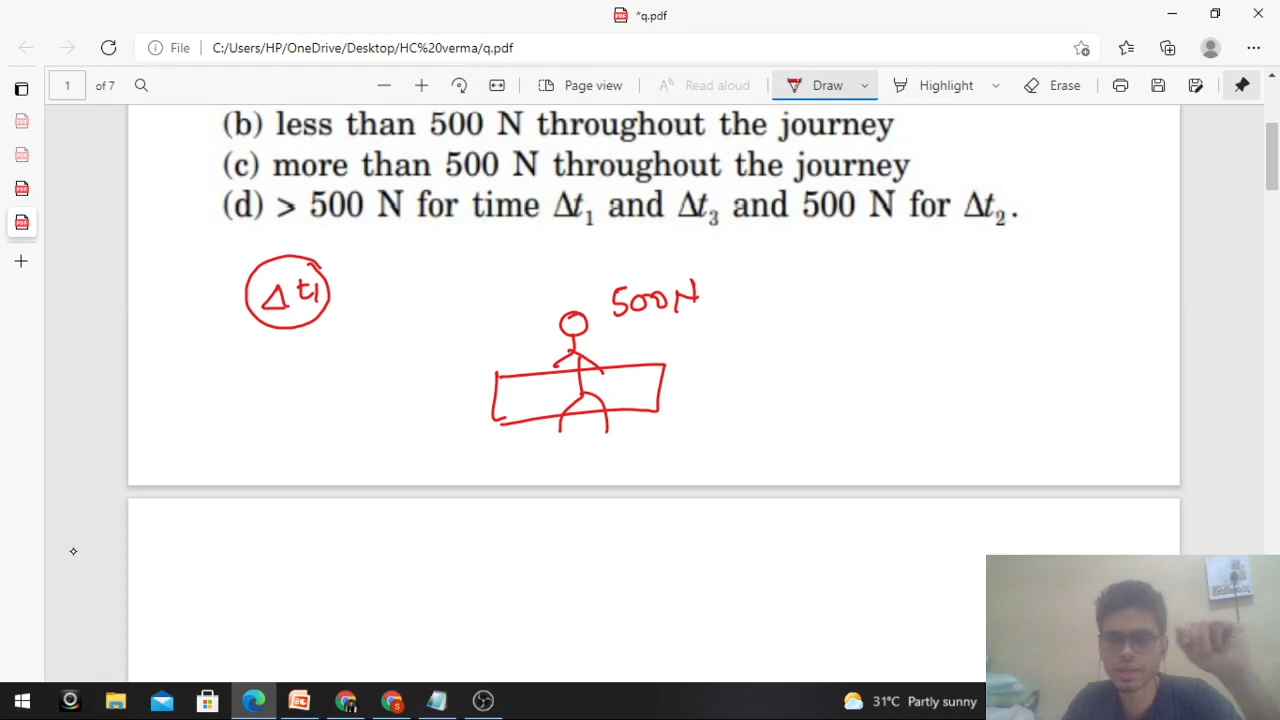 *q.pdf
File C:/Users/HP/OneDrive/Desktop/HC%20verma/q.pdf
1 of 7 Page view Read aloud Draw Highlight Erase
(b) less than 500 N throughout the journey
(c) more than 500 N throughout the journey
(d) > 500 N for time Δt₁ and Δt₃ and 500 N for Δt₂.
Δt₁
500N
31°C Partly sunny